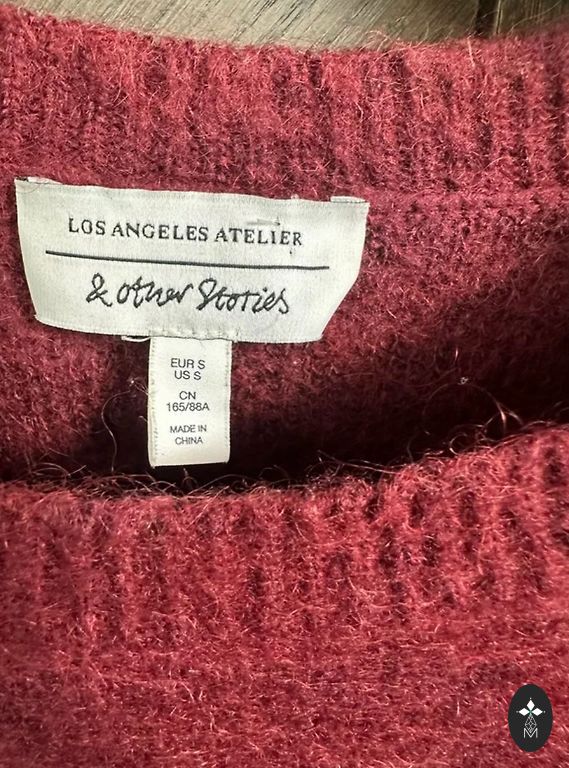 LOS ANGELES ATELIER
& other Stories
EUR S
US S
CN
165/88A
MADE IN
CHINA
M